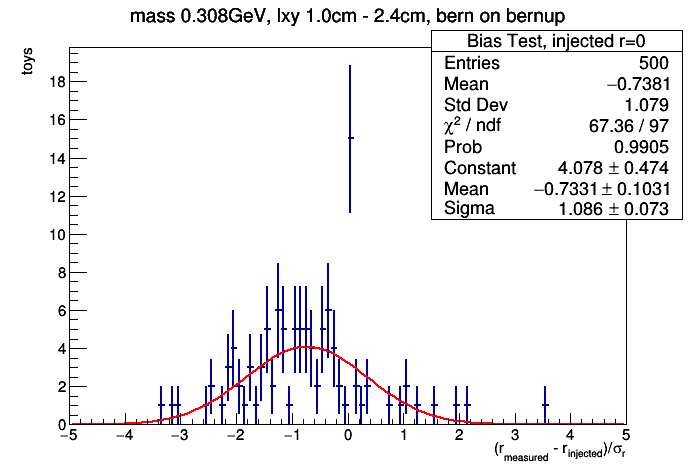 mass 0.308GeV, lxy 1.0cm - 2.4cm, bern on bernup
toys
Bias Test, injected r=0
Entries 500
Mean −0.7381
Std Dev 1.079
χ² / ndf 67.36 / 97
Prob 0.9905
Constant 4.078 ± 0.474
Mean −0.7331 ± 0.1031
Sigma 1.086 ± 0.073
18
16
14
12
10
8
6
4
2
0
−5 −4 −3 −2 −1 0 1 2 3 4 5
(r_measured - r_injected)/σ_r